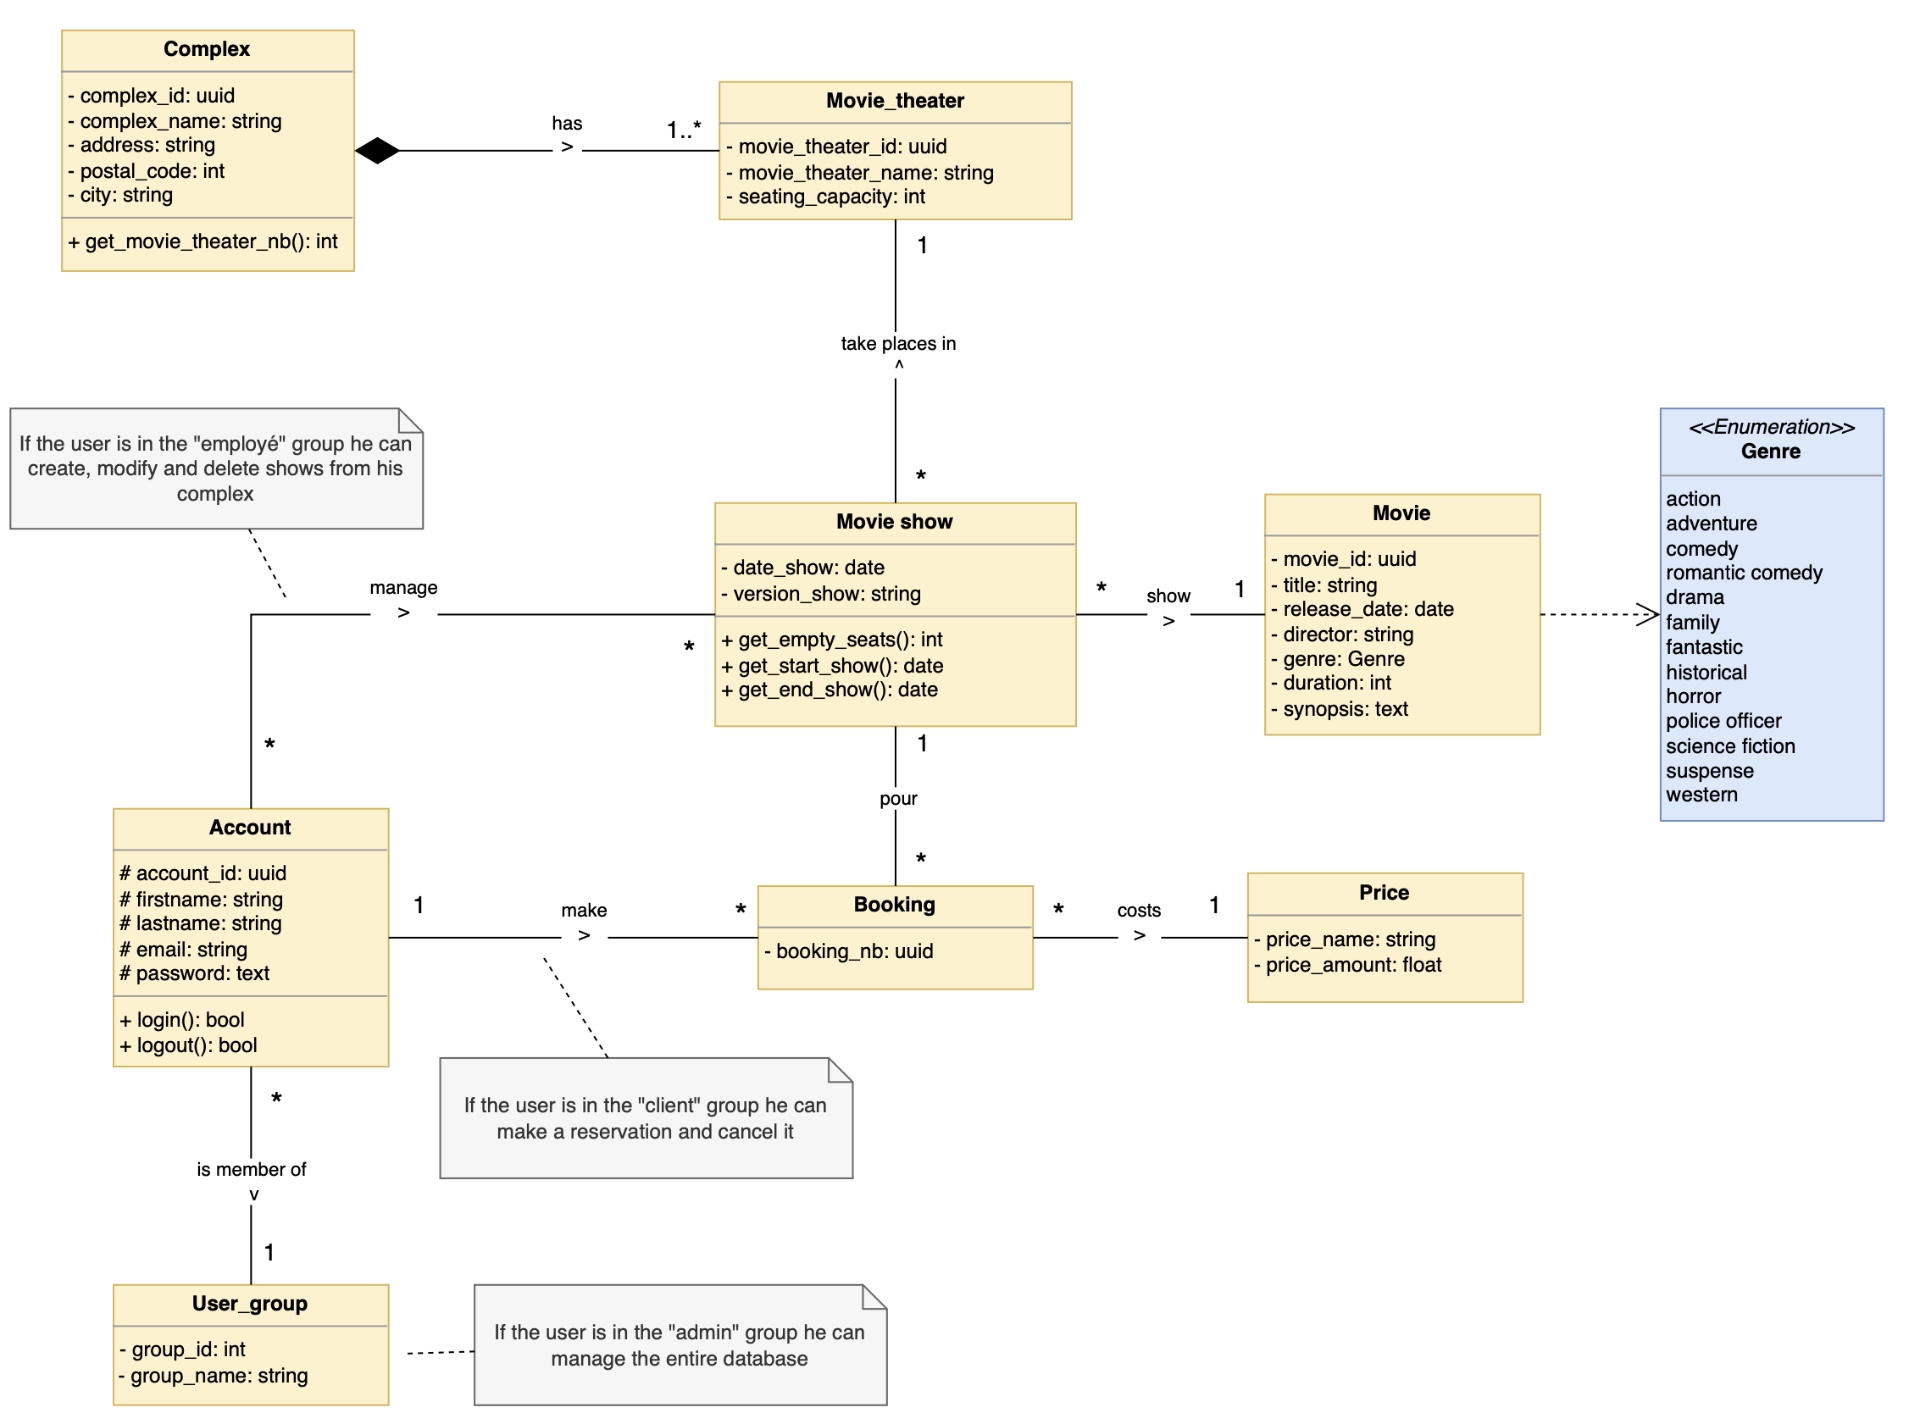 Complex
- complex_id: uuid
- complex_name: string
- address: string
- postal_code: int
- city: string
+ get_movie_theater_nb(): int
has
>
1..*
Movie_theater
- movie_theater_id: uuid
- movie_theater_name: string
- seating_capacity: int
1
take places in
^
*
If the user is in the "employé" group he can
create, modify and delete shows from his
complex
manage
>
*
*
Movie show
- date_show: date
- version_show: string
+ get_empty_seats(): int
+ get_start_show(): date
+ get_end_show(): date
*
show
>
1
Movie
- movie_id: uuid
- title: string
- release_date: date
- director: string
- genre: Genre
- duration: int
- synopsis: text
<<Enumeration>>
Genre
action
adventure
comedy
romantic comedy
drama
family
fantastic
historical
horror
police officer
science fiction
suspense
western
1
pour
*
Account
# account_id: uuid
# firstname: string
# lastname: string
# email: string
# password: text
+ login(): bool
+ logout(): bool
1
make
>
*
Booking
- booking_nb: uuid
*
costs
>
1
Price
- price_name: string
- price_amount: float
If the user is in the "client" group he can
make a reservation and cancel it
*
is member of
v
1
User_group
- group_id: int
- group_name: string
If the user is in the "admin" group he can
manage the entire database